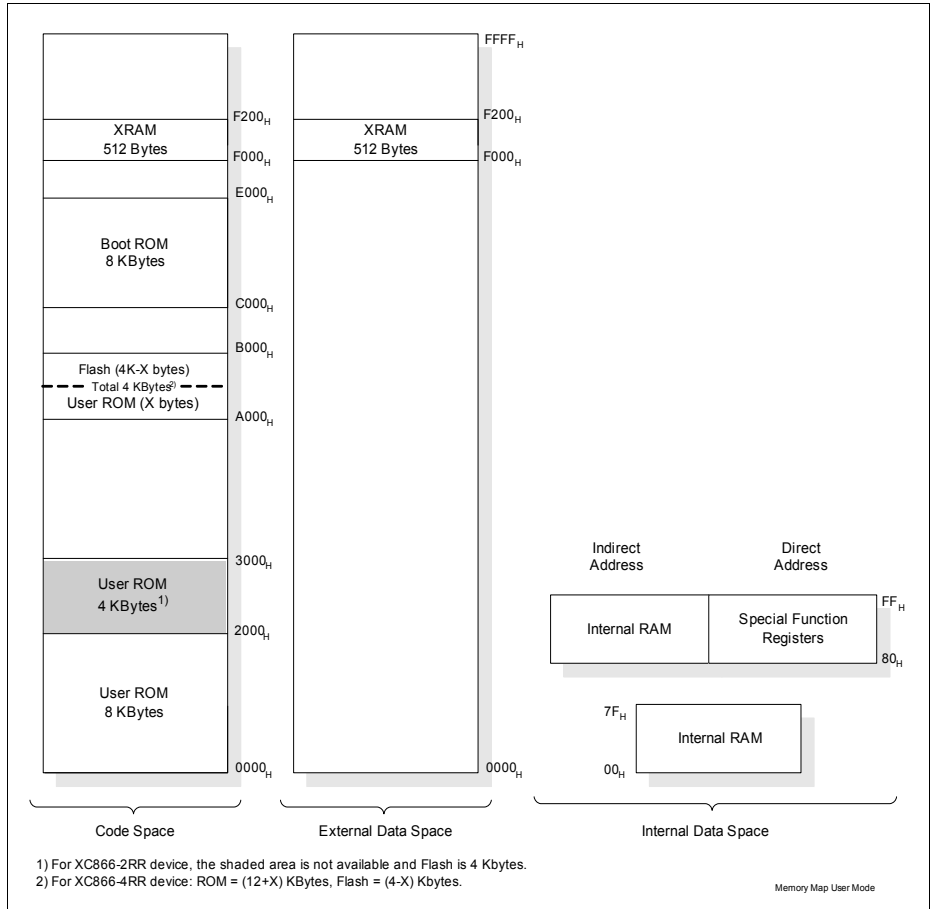 FFFFH
F200H
F200H
XRAM
512 Bytes
XRAM
512 Bytes
F000H
F000H
E000H
Boot ROM
8 KBytes
C000H
B000H
Flash (4K-X bytes)
Total 4 KBytes2)
User ROM (X bytes)
A000H
3000H
User ROM
4 KBytes1)
2000H
User ROM
8 KBytes
0000H
0000H
Indirect
Address
Direct
Address
Internal RAM
Special Function
Registers
FFH
80H
7FH
Internal RAM
00H
Code Space
External Data Space
Internal Data Space
1) For XC866-2RR device, the shaded area is not available and Flash is 4 Kbytes.
2) For XC866-4RR device: ROM = (12+X) KBytes, Flash = (4-X) Kbytes.
Memory Map User Mode